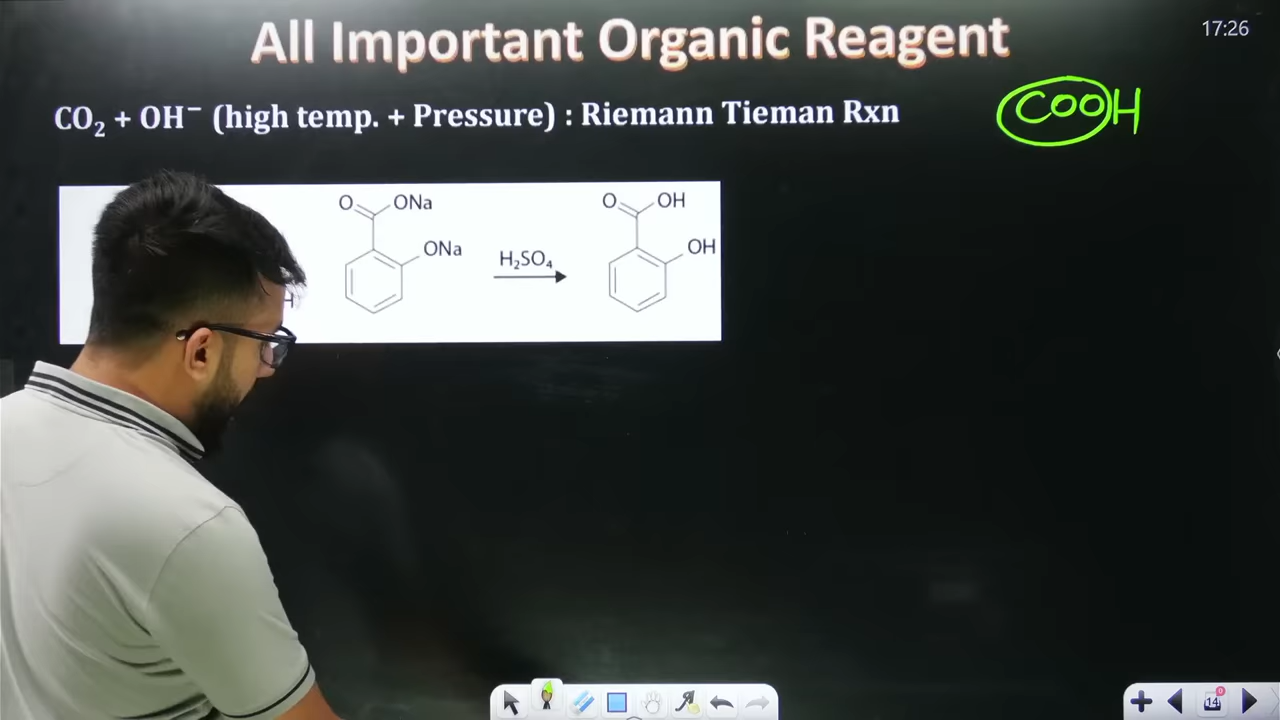 All Important Organic Reagent
17:26
CO₂ + OH⁻ (high temp. + Pressure) : Riemann Tieman Rxn
COOH
O ONa
ONa
H₂SO₄
O OH
OH
H
14
0